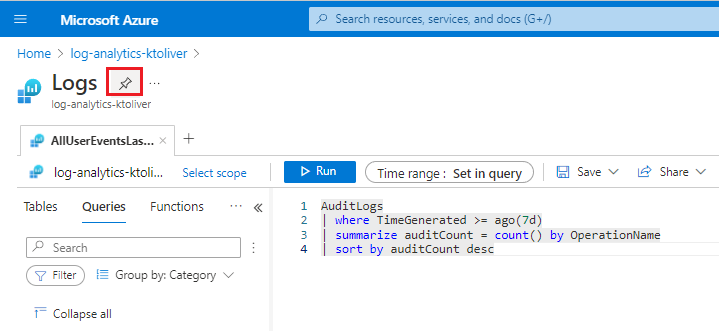 Microsoft Azure
Search resources, services, and docs (G+/)
Home > log-analytics-ktoliver >
Logs ...
log-analytics-ktoliver
AllUserEventsLas... × +
log-analytics-ktoli... Select scope Run Time range : Set in query Save Share
Tables Queries Functions ... «
Search
Filter Group by: Category
Collapse all
1 AuditLogs
2 | where TimeGenerated >= ago(7d)
3 | summarize auditCount = count() by OperationName
4 | sort by auditCount desc